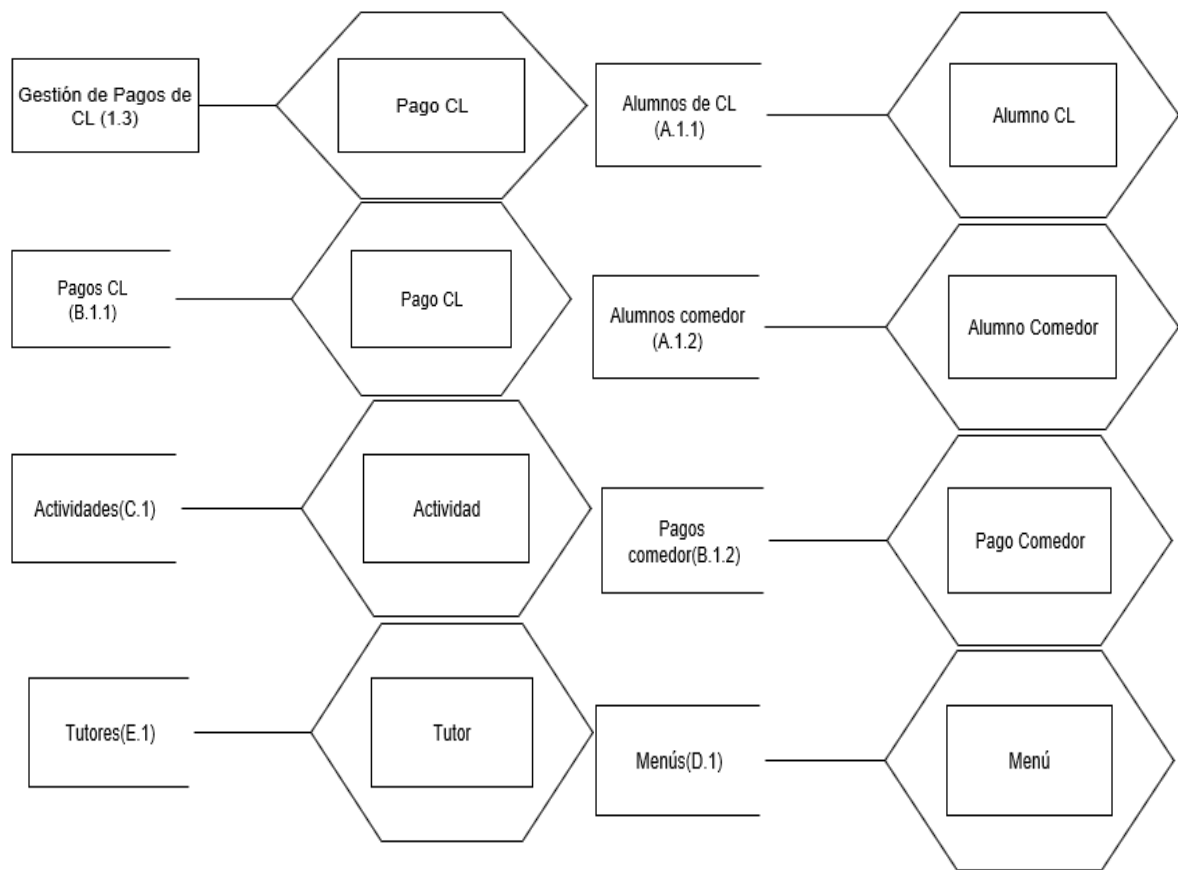 Gestión de Pagos de
CL (1.3)
Pago CL
Alumnos de CL
(A.1.1)
Alumno CL
Pagos CL
(B.1.1)
Pago CL
Alumnos comedor
(A.1.2)
Alumno Comedor
Actividades(C.1)
Actividad
Pagos
comedor(B.1.2)
Pago Comedor
Tutores(E.1)
Tutor
Menús(D.1)
Menú